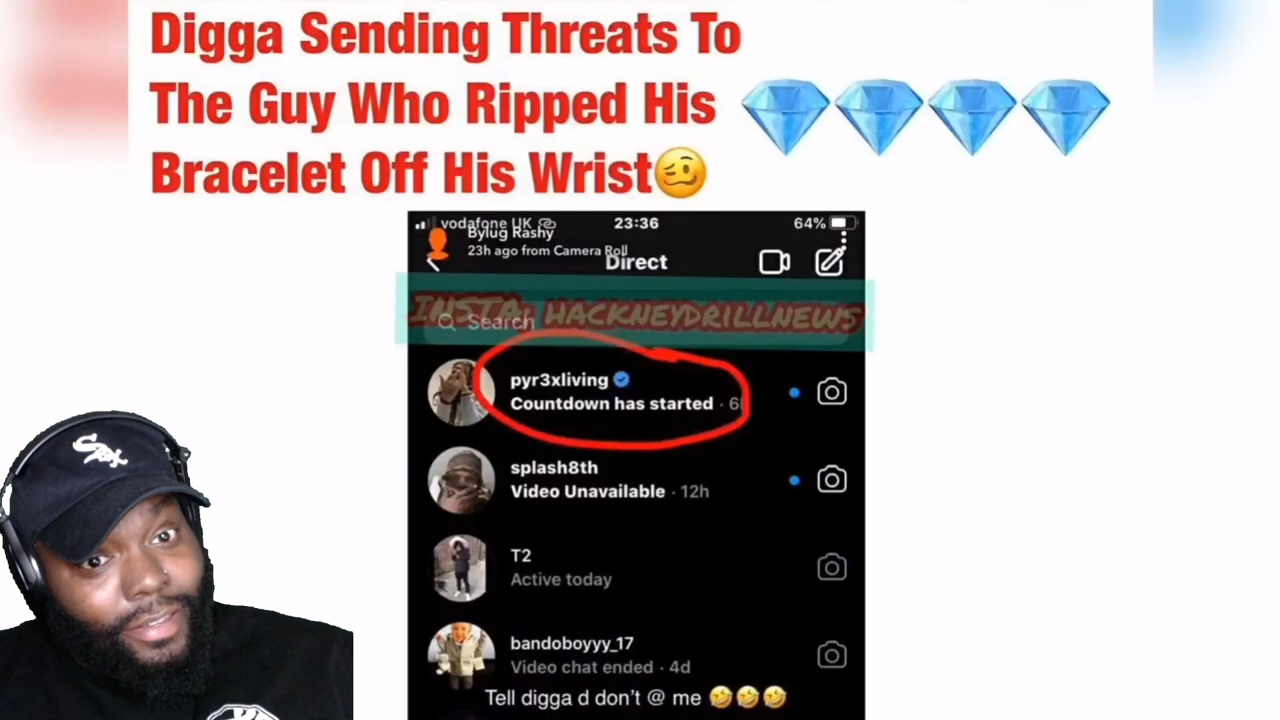 Digga Sending Threats To
The Guy Who Ripped His
Bracelet Off His Wrist🥴
vodafone UK 23:36 64%
Bylug Rashy
23h ago from Camera Roll
Direct
INSTA: HACKNEYDRILLNEWS
Search
pyr3xliving
Countdown has started · 6h
splash8th
Video Unavailable · 12h
T2
Active today
bandoboyyy_17
Video chat ended · 4d
Tell digga d don't @ me 🤣🤣🤣
Sox